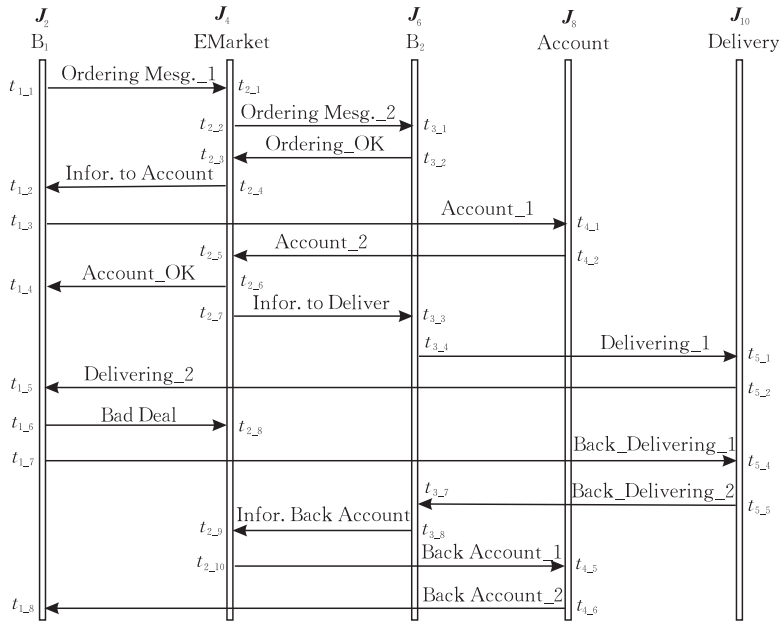 J₂ J₄ J₆ J₈ J₁₀
B₁ EMarket B₂ Account Delivery
t₁_₁ Ordering Mesg._1 t₂_₁
t₂_₂ Ordering Mesg._2 t₃_₁
t₂_₃ Ordering_OK t₃_₂
t₁_₂ Infor. to Account t₂_₄
t₁_₃ Account_1 t₄_₁
t₂_₅ Account_2 t₄_₂
t₁_₄ Account_OK t₂_₆
t₂_₇ Infor. to Deliver t₃_₃
t₃_₄ Delivering_1 t₅_₁
t₁_₅ Delivering_2 t₅_₂
t₁_₆ Bad Deal t₂_₈
t₁_₇ Back_Delivering_1 t₅_₄
t₃_₇ Back_Delivering_2 t₅_₅
t₂_₉ Infor. Back Account t₃_₈
t₂_₁₀ Back Account_1 t₄_₅
t₁_₈ Back Account_2 t₄_₆